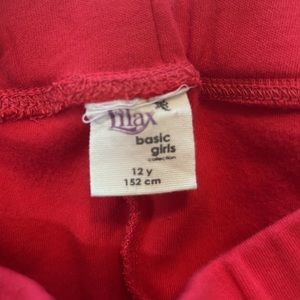 lilax
basic
girls
collection
12 y
152 cm